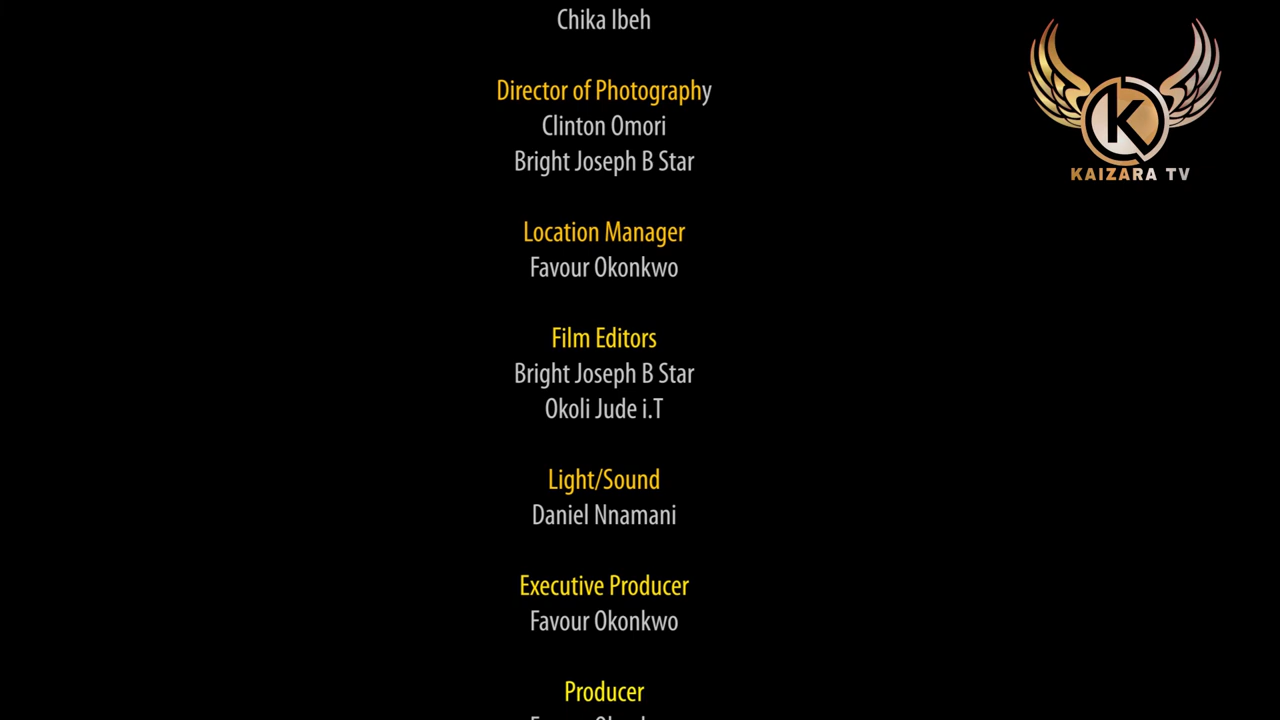 Chika Ibeh
Director of Photography
Clinton Omori
Bright Joseph B Star
Location Manager
Favour Okonkwo
Film Editors
Bright Joseph B Star
Okoli Jude i.T
Light/Sound
Daniel Nnamani
Executive Producer
Favour Okonkwo
Producer
K
KAIZARA TV